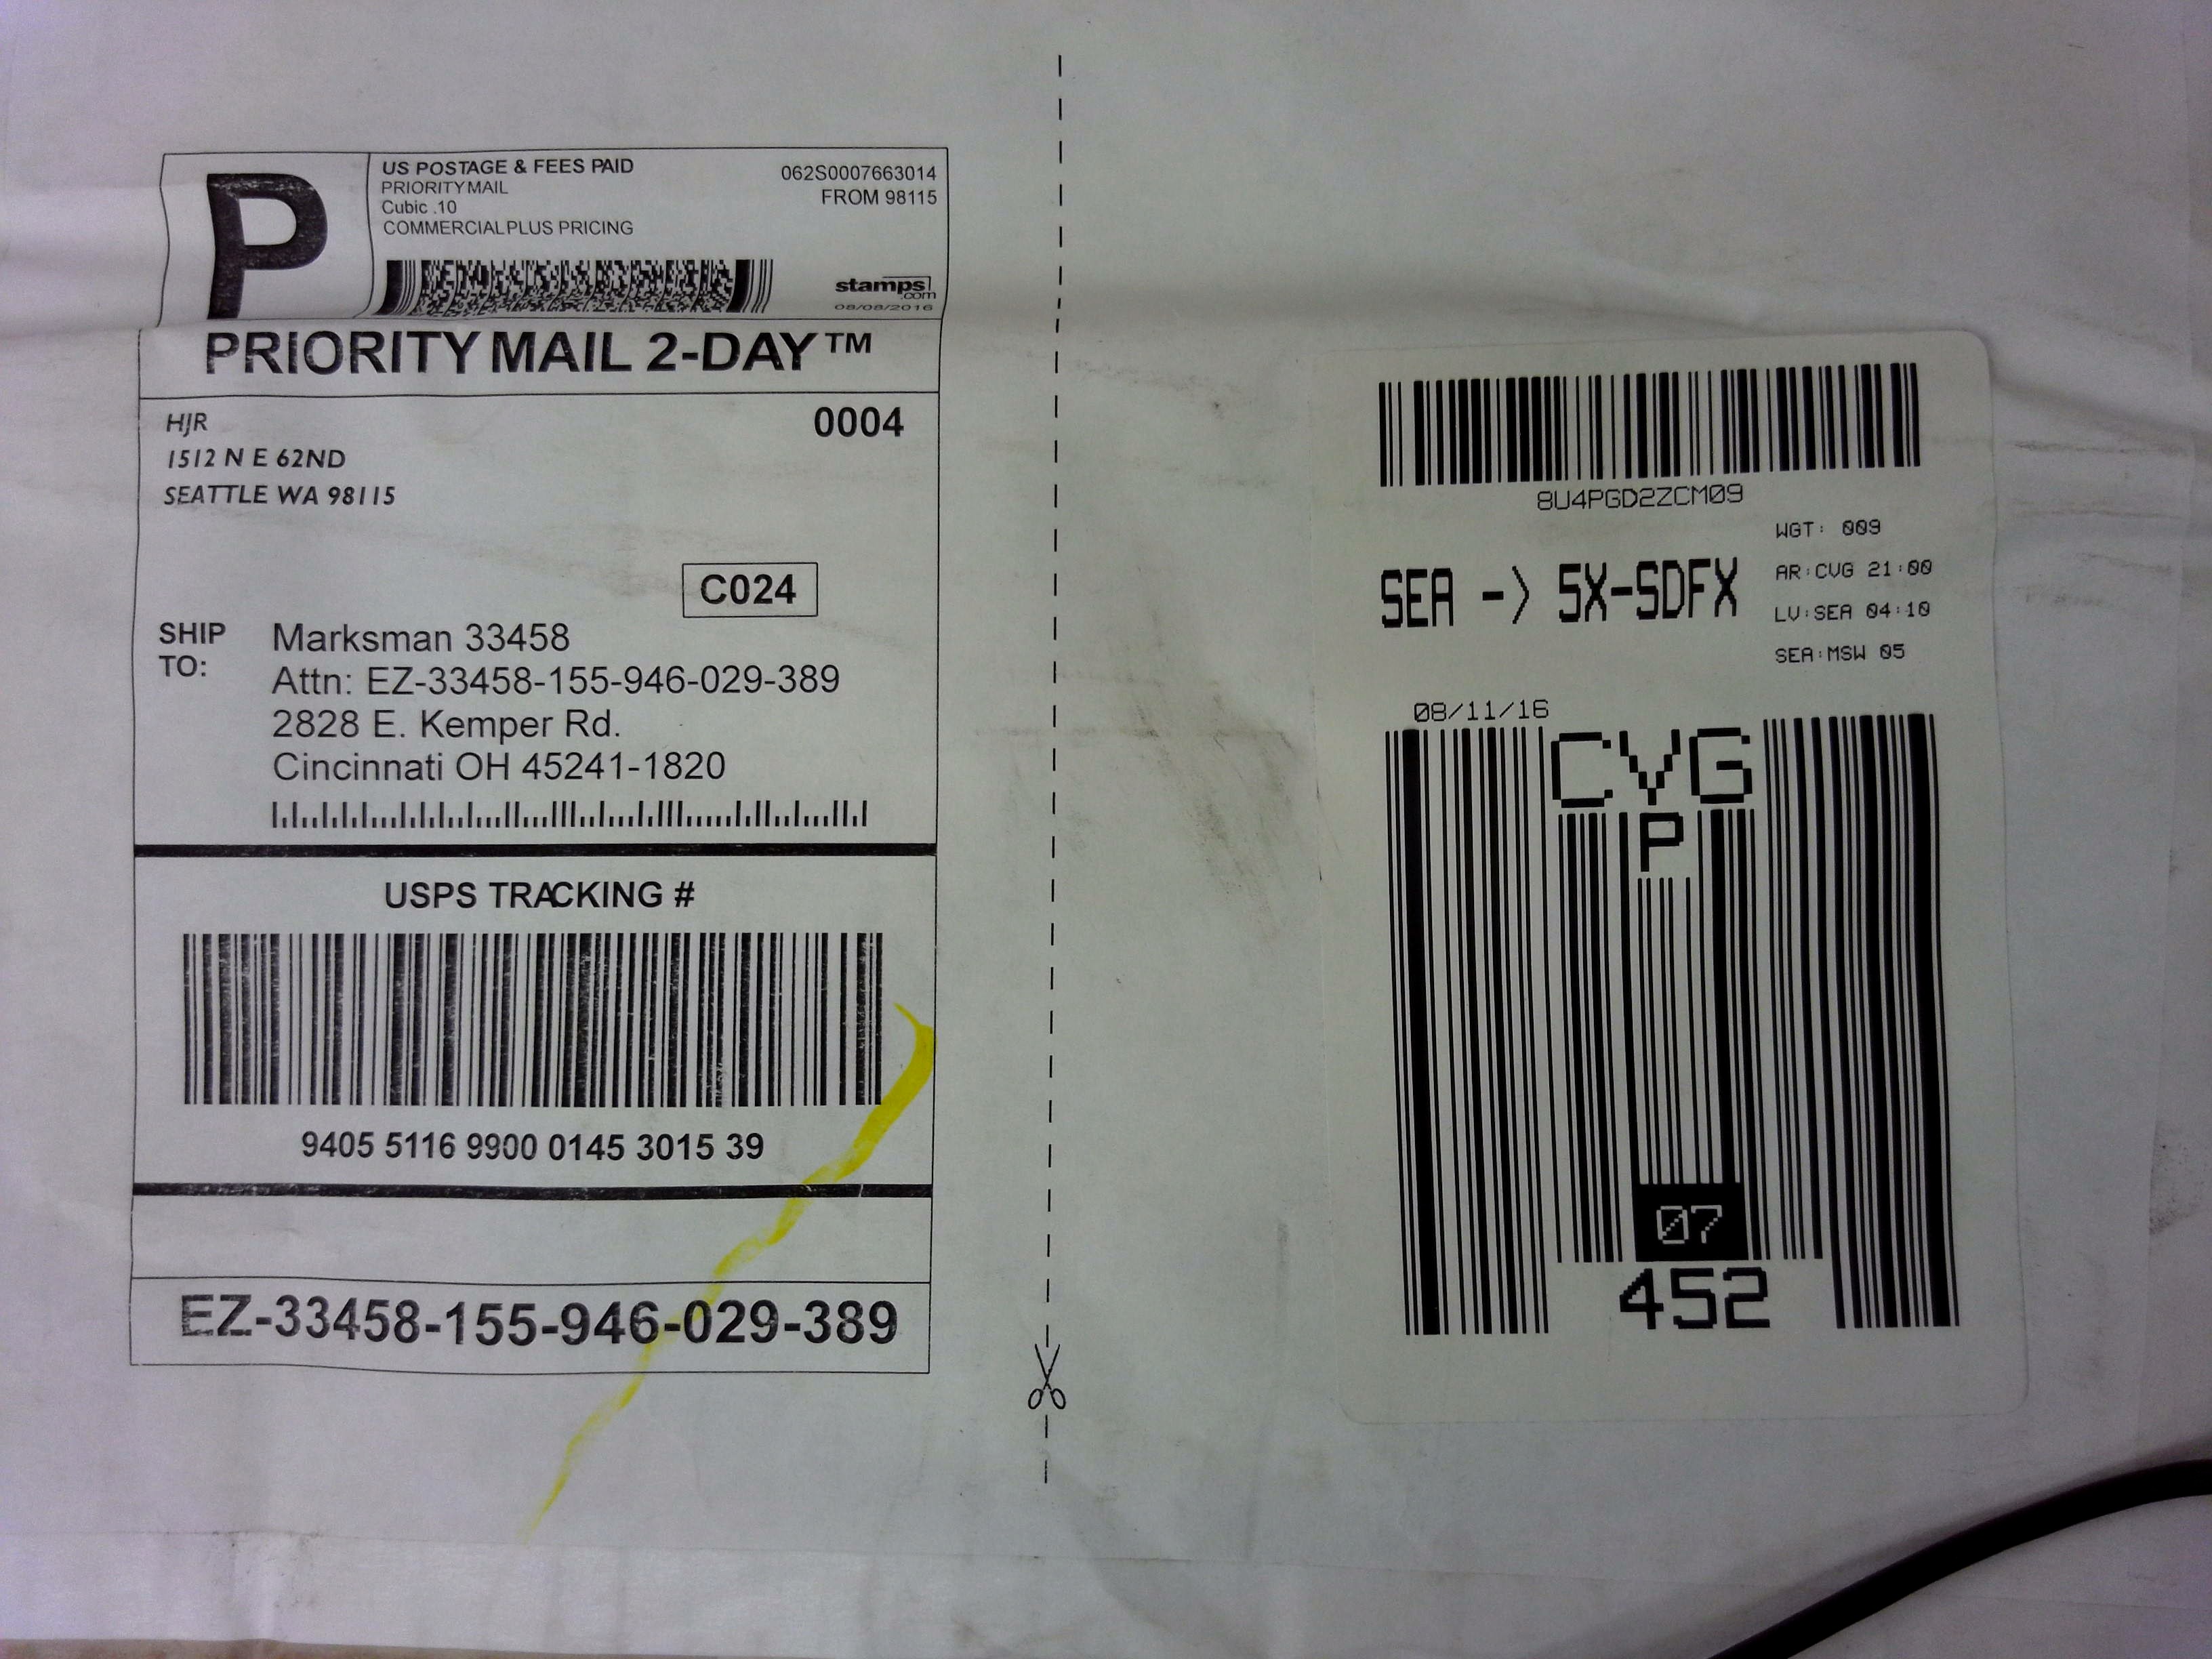 P
US POSTAGE & FEES PAID
PRIORITY MAIL
Cubic .10
COMMERCIALPLUS PRICING
062S0007663014
FROM 98115
stamps.com
08/08/2016
PRIORITY MAIL 2-DAY™
HJR
1512 N E 62ND
SEATTLE WA 98115
0004
C024
SHIP TO:
Marksman 33458
Attn: EZ-33458-155-946-029-389
2828 E. Kemper Rd.
Cincinnati OH 45241-1820
USPS TRACKING #
9405 5116 9900 0145 3015 39
EZ-33458-155-946-029-389
8U4PGD2ZCM09
WGT: 009
AR:CVG 21:00
LV:SEA 04:10
SEA:MSW 05
SEA -> 5X-SDFX
08/11/16
CVG
P
07
452